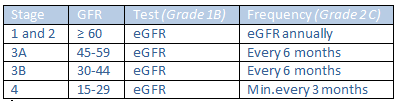 Stage GFR Test (Grade 1B) Frequency (Grade 2C)
1 and 2 ≥ 60 eGFR eGFR annually
3A 45-59 eGFR Every 6 months
3B 30-44 eGFR Every 6 months
4 15-29 eGFR Min.every 3 months